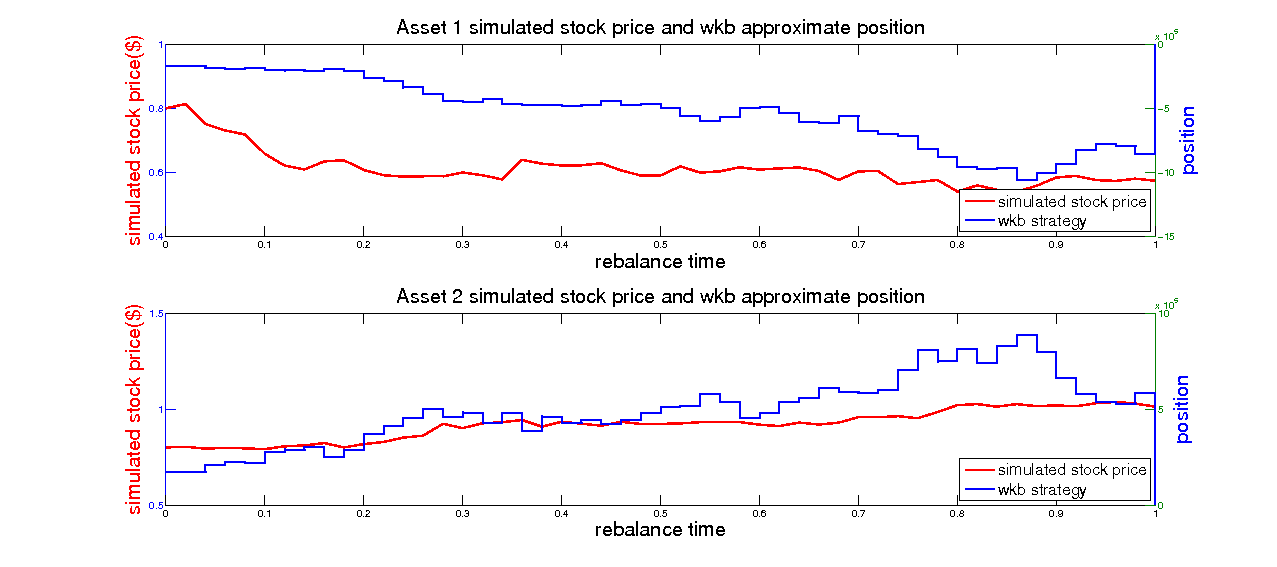 Asset 1 simulated stock price and wkb approximate position
simulated stock price($)
1
0.8
0.6
0.4
x 10^5
0
-5
-10
-15
position
simulated stock price
wkb strategy
0 0.1 0.2 0.3 0.4 0.5 0.6 0.7 0.8 0.9 1
rebalance time
Asset 2 simulated stock price and wkb approximate position
simulated stock price($)
1.5
1
0.5
x 10^5
10
5
0
position
simulated stock price
wkb strategy
0 0.1 0.2 0.3 0.4 0.5 0.6 0.7 0.8 0.9 1
rebalance time